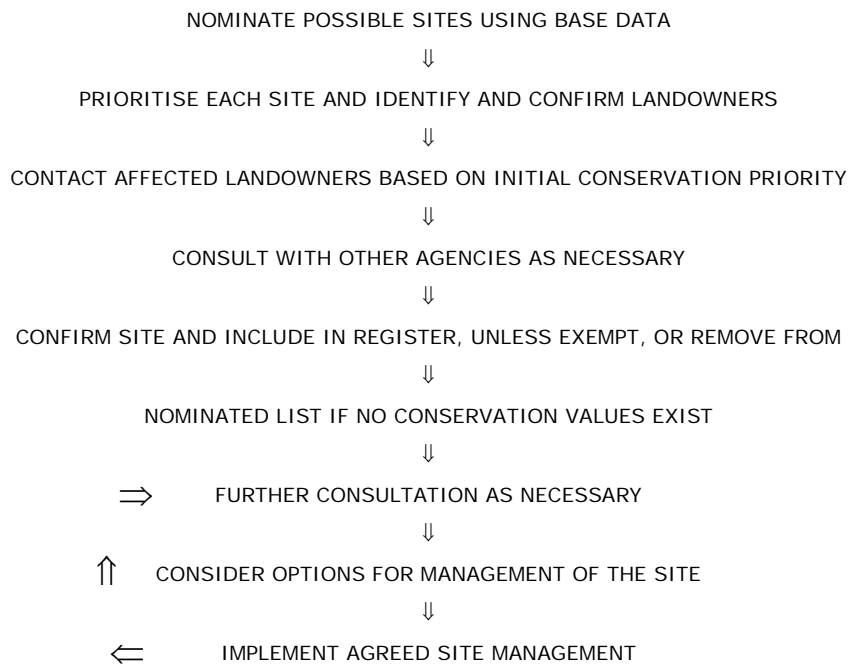 NOMINATE POSSIBLE SITES USING BASE DATA
⇓
PRIORITISE EACH SITE AND IDENTIFY AND CONFIRM LANDOWNERS
⇓
CONTACT AFFECTED LANDOWNERS BASED ON INITIAL CONSERVATION PRIORITY
⇓
CONSULT WITH OTHER AGENCIES AS NECESSARY
⇓
CONFIRM SITE AND INCLUDE IN REGISTER, UNLESS EXEMPT, OR REMOVE FROM
⇓
NOMINATED LIST IF NO CONSERVATION VALUES EXIST
⇓
⇒ FURTHER CONSULTATION AS NECESSARY
⇓
⇑ CONSIDER OPTIONS FOR MANAGEMENT OF THE SITE
⇓
⇐ IMPLEMENT AGREED SITE MANAGEMENT